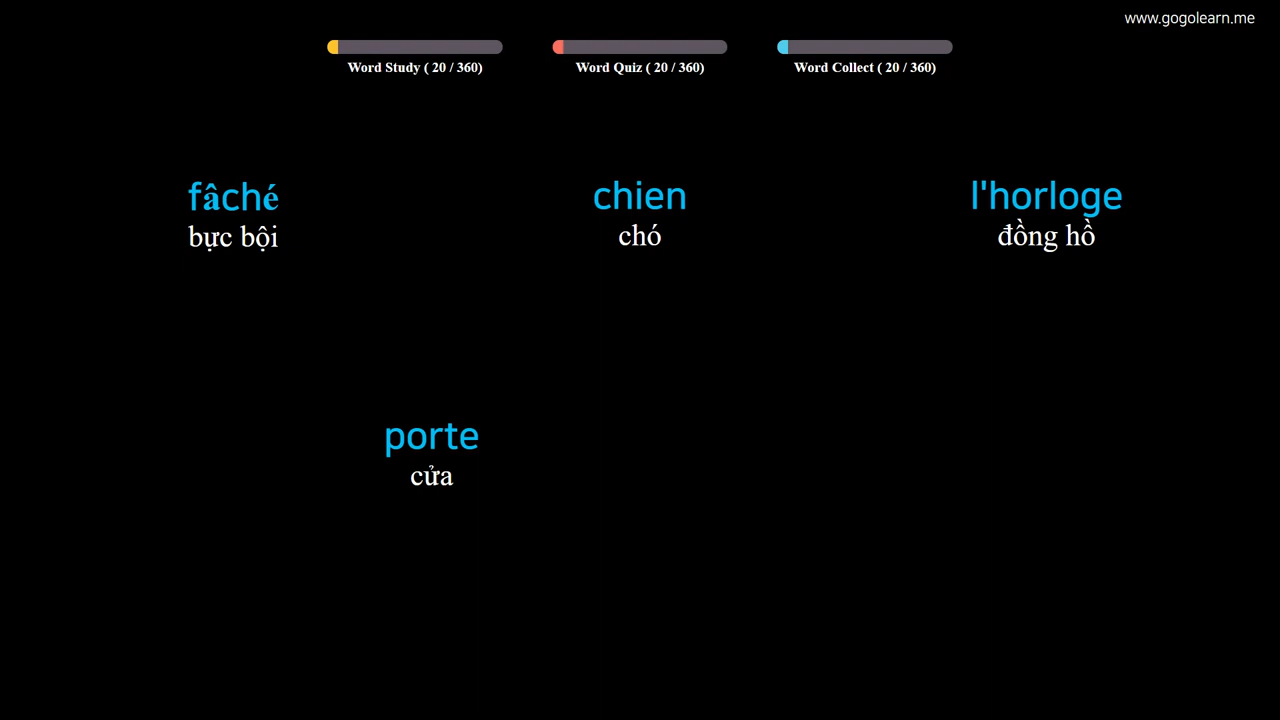 www.gogolearn.me
Word Study ( 20 / 360)
Word Quiz ( 20 / 360)
Word Collect ( 20 / 360)
fâché
bực bội
chien
chó
l'horloge
đồng hồ
porte
cửa